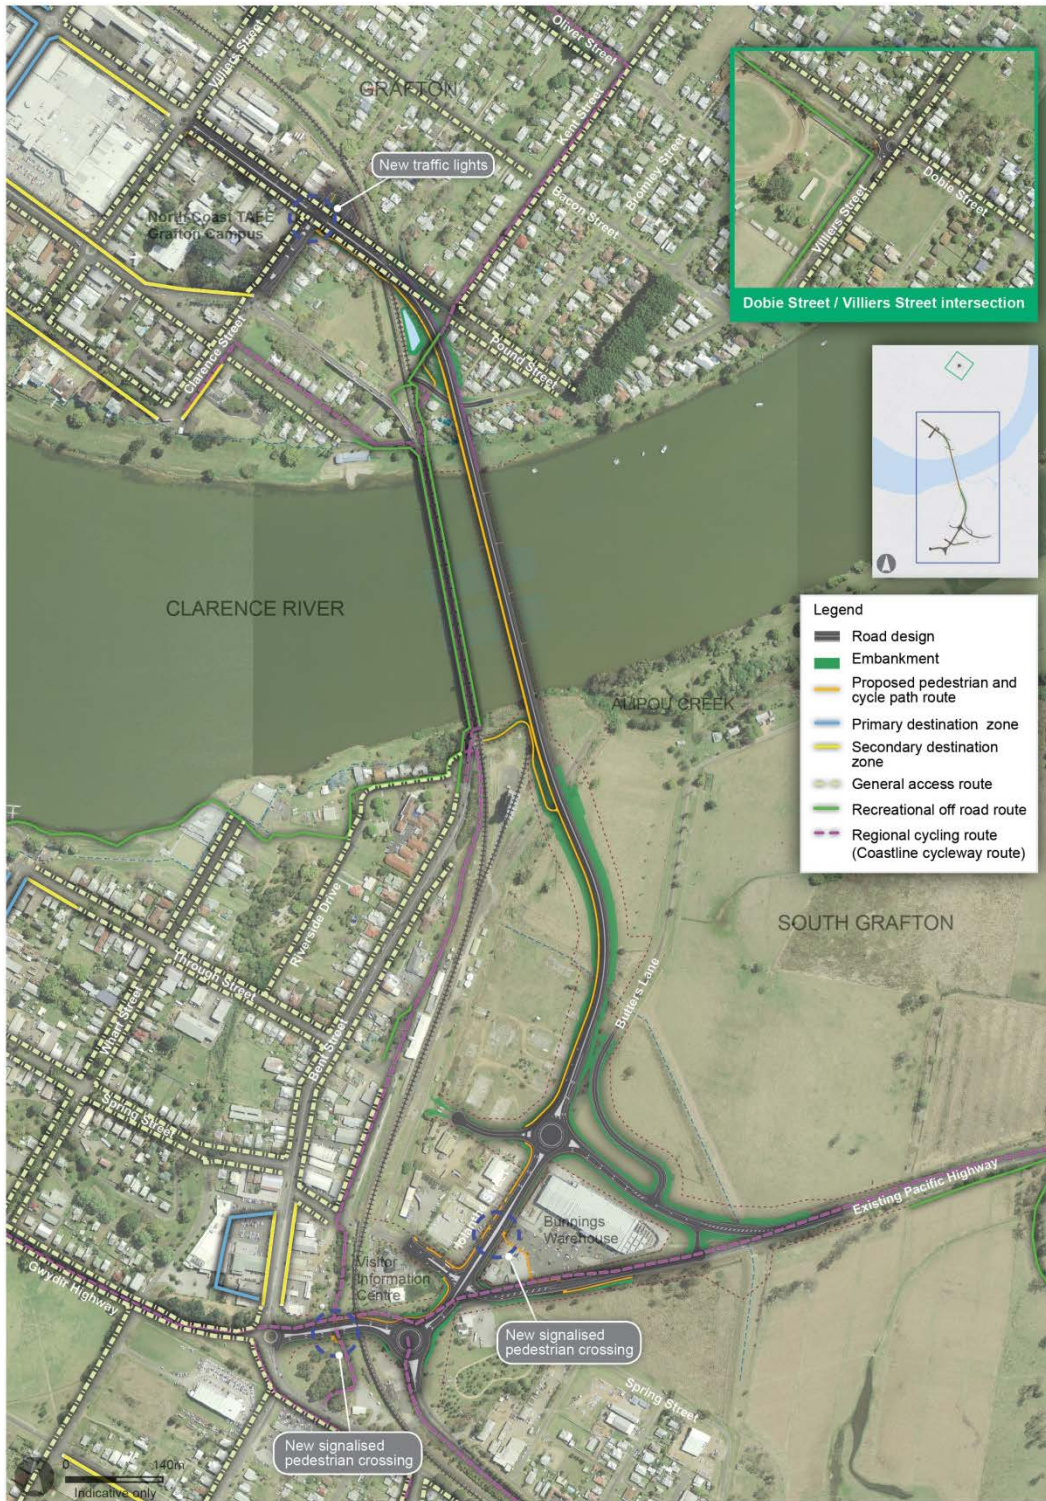 Oliver Street
Villiers Street
GRAFTON
Kent Street
New traffic lights
Bromley Street
Bacon Street
North Coast TAFE
Grafton Campus
Villiers Street
Dobie Street
Dobie Street / Villiers Street intersection
Clarence Street
Pound Street
CLARENCE RIVER
ALIPOU CREEK
Legend
Road design
Embankment
Proposed pedestrian and
cycle path route
Primary destination zone
Secondary destination
zone
General access route
Recreational off road route
Regional cycling route
(Coastline cycleway route)
SOUTH GRAFTON
Riverside Drive
Through Street
Wharf Street
Bent Street
Butters Lane
Spring Street
Existing Pacific Highway
Bunnings
Warehouse
Visitor
Information
Centre
Gwydir Highway
New signalised
pedestrian crossing
Spring Street
New signalised
pedestrian crossing
0 140m
Indicative only